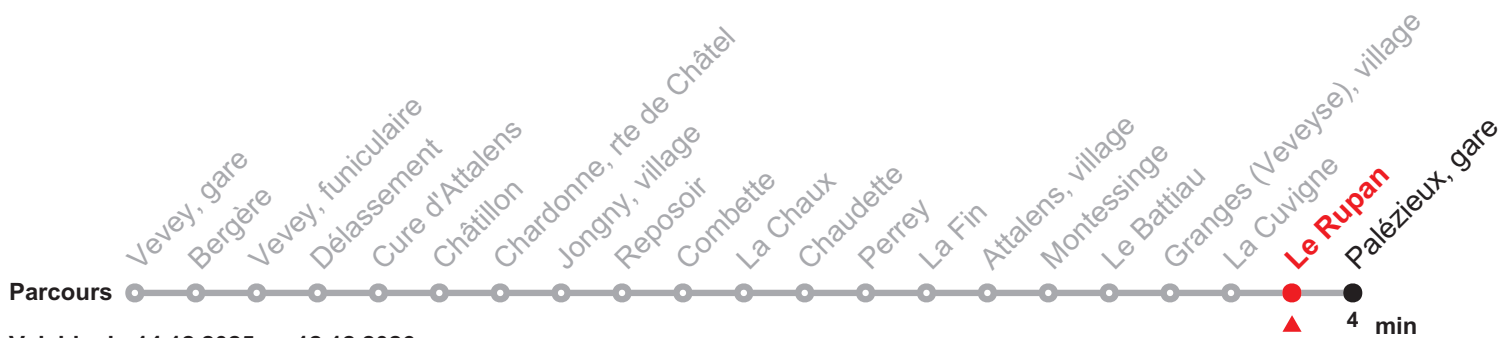 Vevey, gare
Bergère
Vevey, funiculaire
Délassement
Cure d'Attalens
Châtillon
Chardonne, rte de Châtel
Jongny, village
Reposoir
Combette
La Chaux
Chaudette
Perrey
La Fin
Attalens, village
Montessinge
Le Battiau
Granges (Veveyse), village
La Cuvigne
Le Rupan
Palézieux, gare
Parcours
4 min